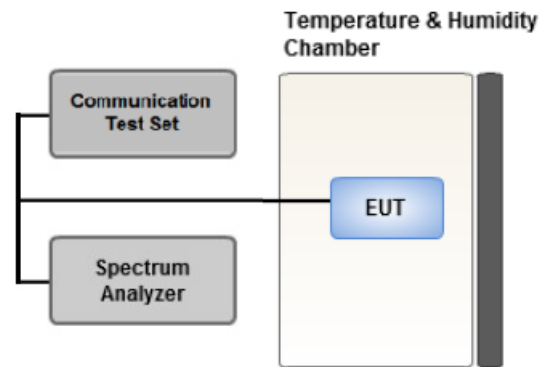 Temperature & Humidity
Chamber
Communication
Test Set
EUT
Spectrum
Analyzer